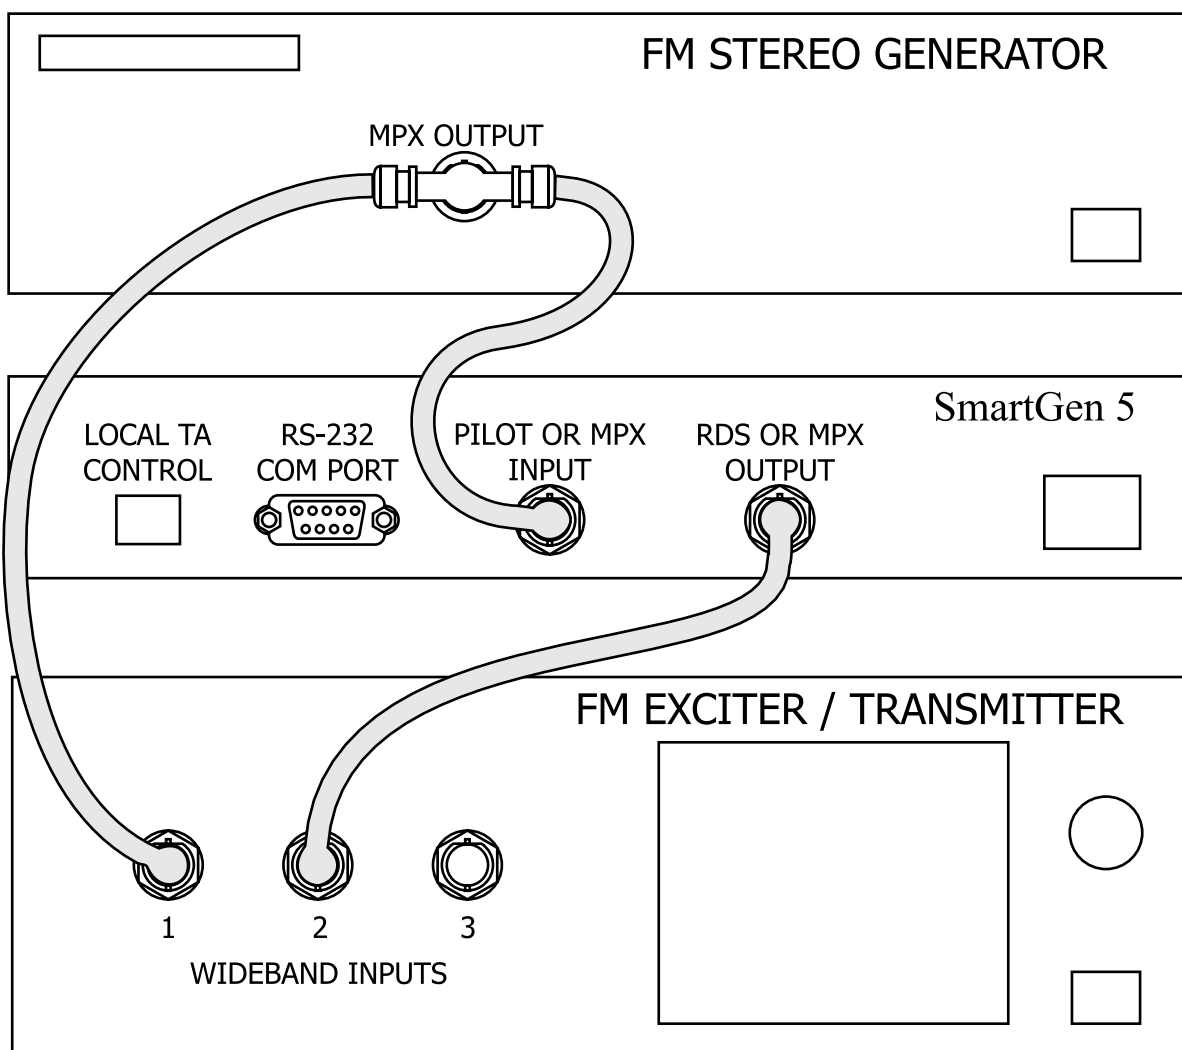 FM STEREO GENERATOR
MPX OUTPUT
SmartGen 5
LOCAL TA
CONTROL
RS-232
COM PORT
PILOT OR MPX
INPUT
RDS OR MPX
OUTPUT
FM EXCITER / TRANSMITTER
1
2
3
WIDEBAND INPUTS